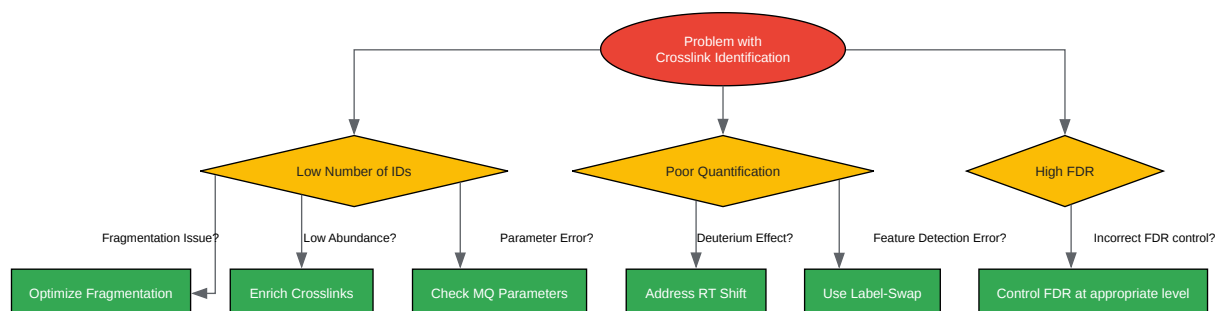 Problem with
Crosslink Identification
Low Number of IDs
Poor Quantification
High FDR
Fragmentation Issue?
Low Abundance?
Parameter Error?
Deuterium Effect?
Feature Detection Error?
Incorrect FDR control?
Optimize Fragmentation
Enrich Crosslinks
Check MQ Parameters
Address RT Shift
Use Label-Swap
Control FDR at appropriate level